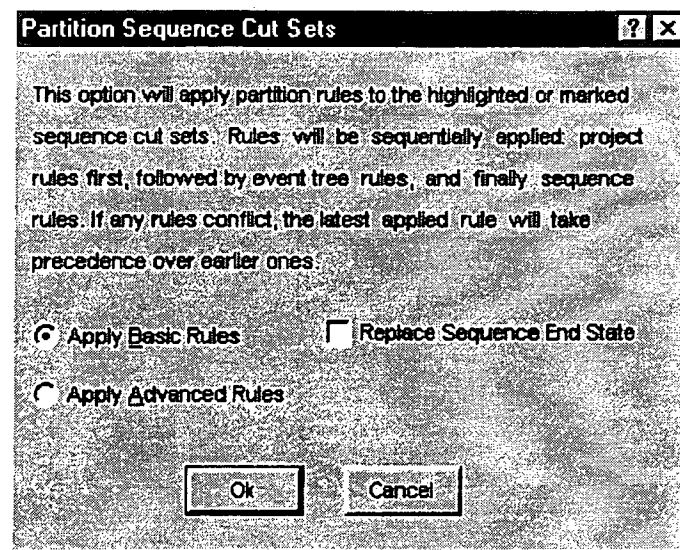 Partition Sequence Cut Sets
This option will apply partition rules to the highlighted or marked
sequence cut sets. Rules will be sequentially applied: project
rules first, followed by event tree rules, and finally sequence
rules. If any rules conflict, the latest applied rule will take
precedence over earlier ones.
Apply Basic Rules
Replace Sequence End State
Apply Advanced Rules
Ok
Cancel